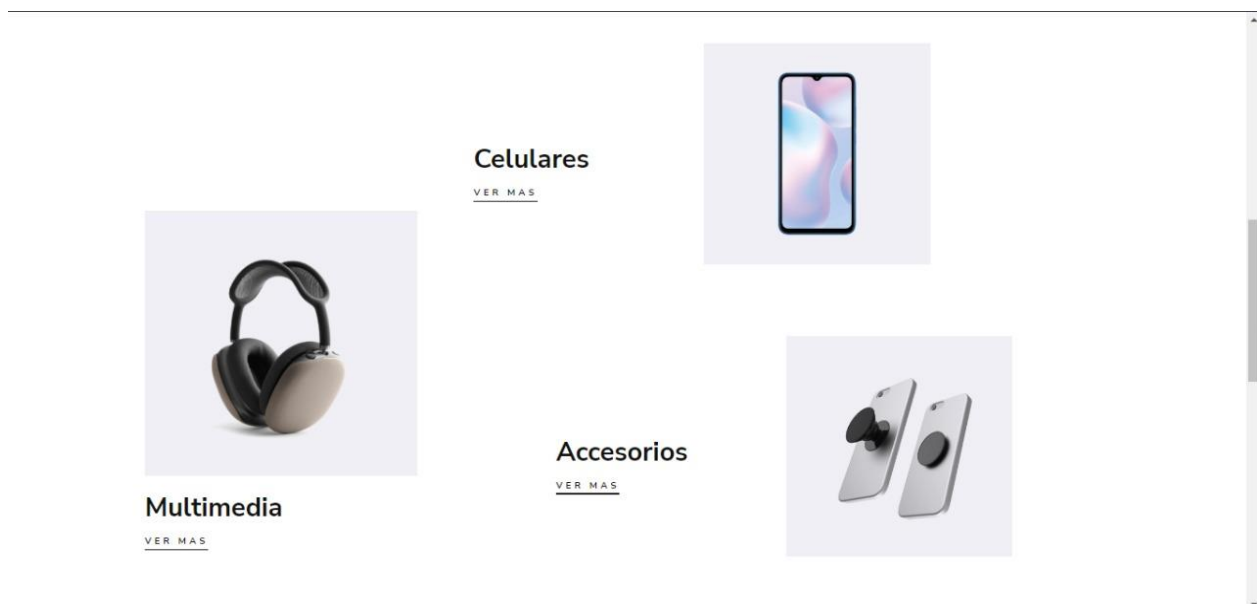 Celulares
VER MAS
Accesorios
VER MAS
Multimedia
VER MAS